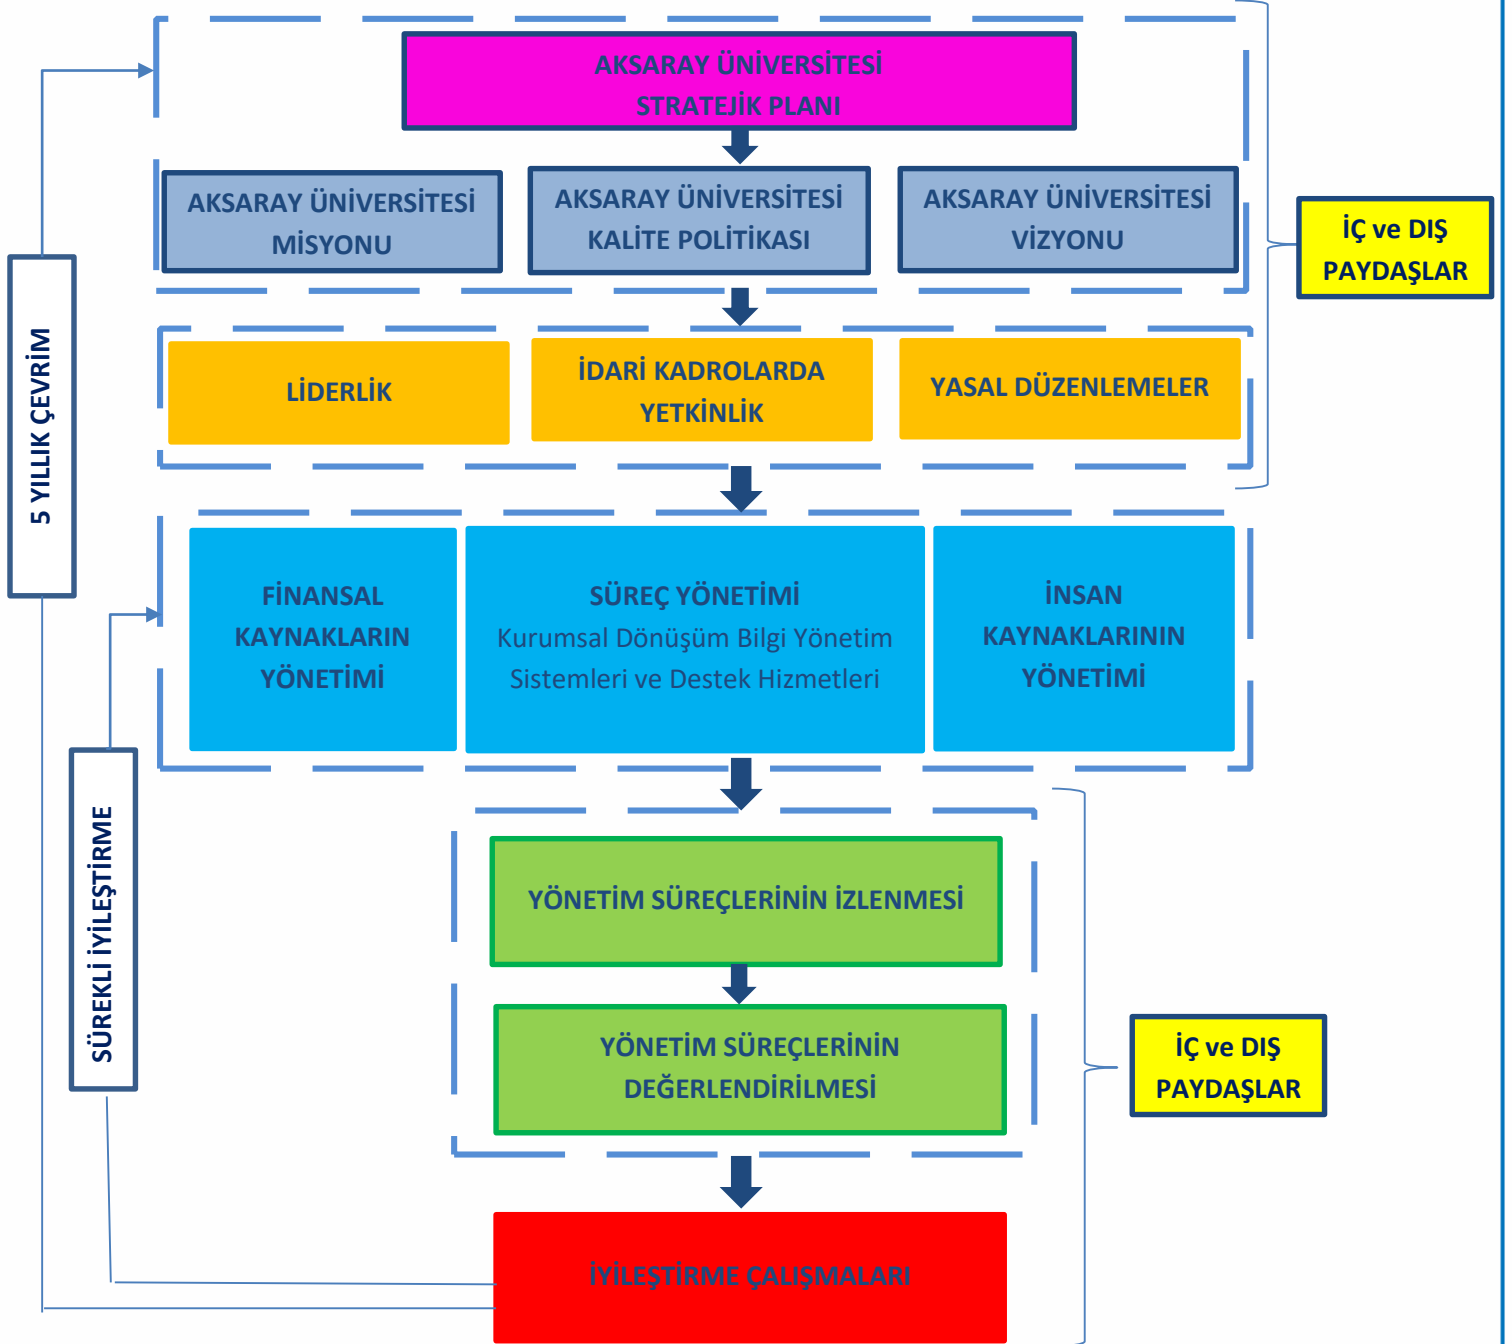 AKSARAY ÜNİVERSİTESİ
STRATEJİK PLANI
AKSARAY ÜNİVERSİTESİ
MİSYONU
AKSARAY ÜNİVERSİTESİ
KALİTE POLİTİKASI
AKSARAY ÜNİVERSİTESİ
VİZYONU
İÇ ve DIŞ
PAYDAŞLAR
5 YILLIK ÇEVRİM
LİDERLİK
İDARİ KADROLARDA
YETKİNLİK
YASAL DÜZENLEMELER
FİNANSAL
KAYNAKLARIN
YÖNETİMİ
SÜREÇ YÖNETİMİ
Kurumsal Dönüşüm Bilgi Yönetim
Sistemleri ve Destek Hizmetleri
İNSAN
KAYNAKLARININ
YÖNETİMİ
SÜREKLİ İYİLEŞTİRME
YÖNETİM SÜREÇLERİNİN İZLENMESİ
YÖNETİM SÜREÇLERİNİN
DEĞERLENDİRİLMESİ
İÇ ve DIŞ
PAYDAŞLAR
İYİLEŞTİRME ÇALIŞMALARI